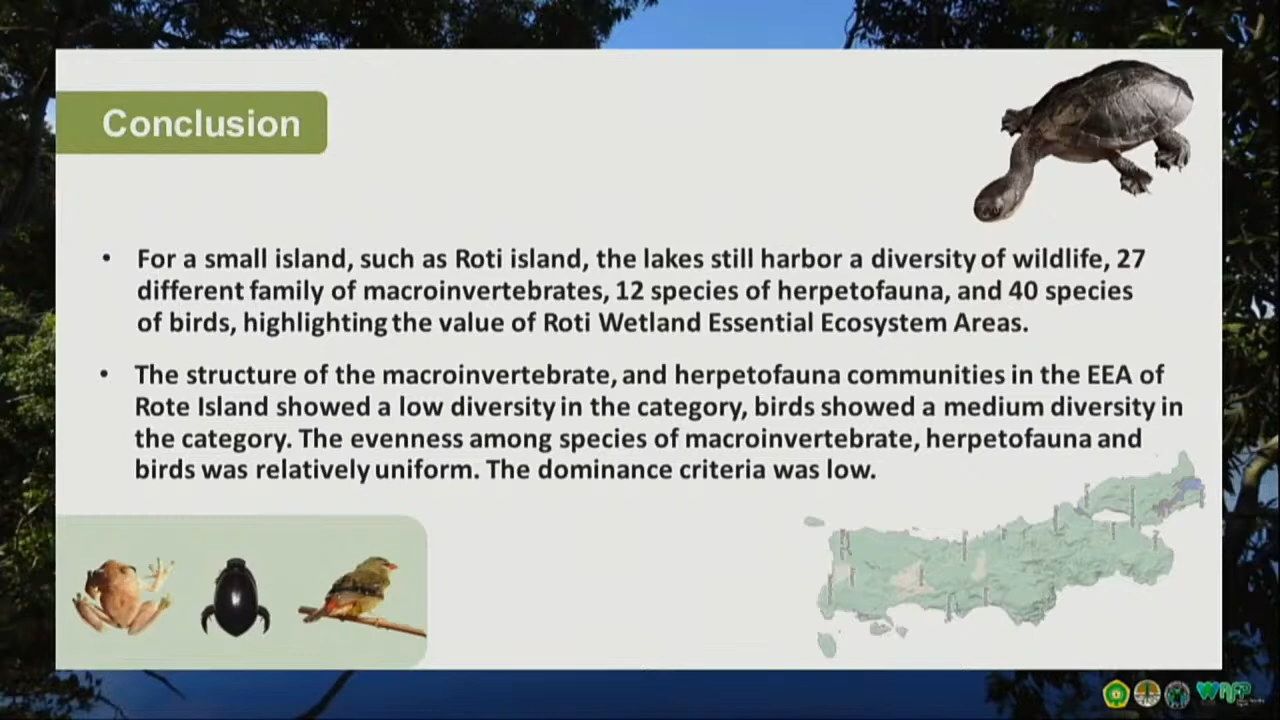 Conclusion
• For a small island, such as Roti island, the lakes still harbor a diversity of wildlife, 27
different family of macroinvertebrates, 12 species of herpetofauna, and 40 species
of birds, highlighting the value of Roti Wetland Essential Ecosystem Areas.
• The structure of the macroinvertebrate, and herpetofauna communities in the EEA of
Rote Island showed a low diversity in the category, birds showed a medium diversity in
the category. The evenness among species of macroinvertebrate, herpetofauna and
birds was relatively uniform. The dominance criteria was low.